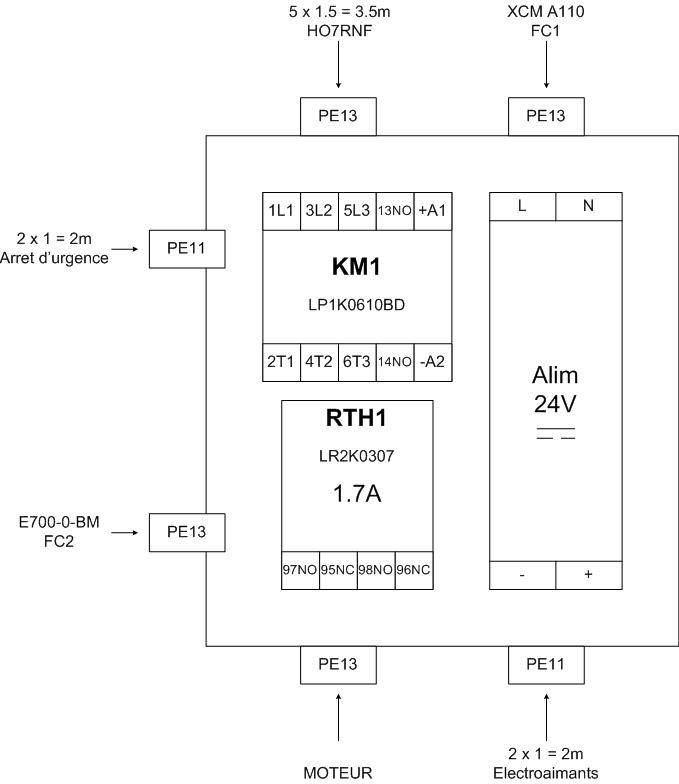 5 x 1.5 = 3.5m
HO7RNF
XCM A110
FC1
PE13
PE13
1L1 3L2 5L3 13NO +A1
L N
2 x 1 = 2m
Arret d'urgence
PE11
KM1
LP1K0610BD
2T1 4T2 6T3 14NO -A2
Alim
24V
RTH1
LR2K0307
1.7A
E700-0-BM
FC2
PE13
97NO 95NC 98NO 96NC
- +
PE13
PE11
MOTEUR
2 x 1 = 2m
Electroaimants